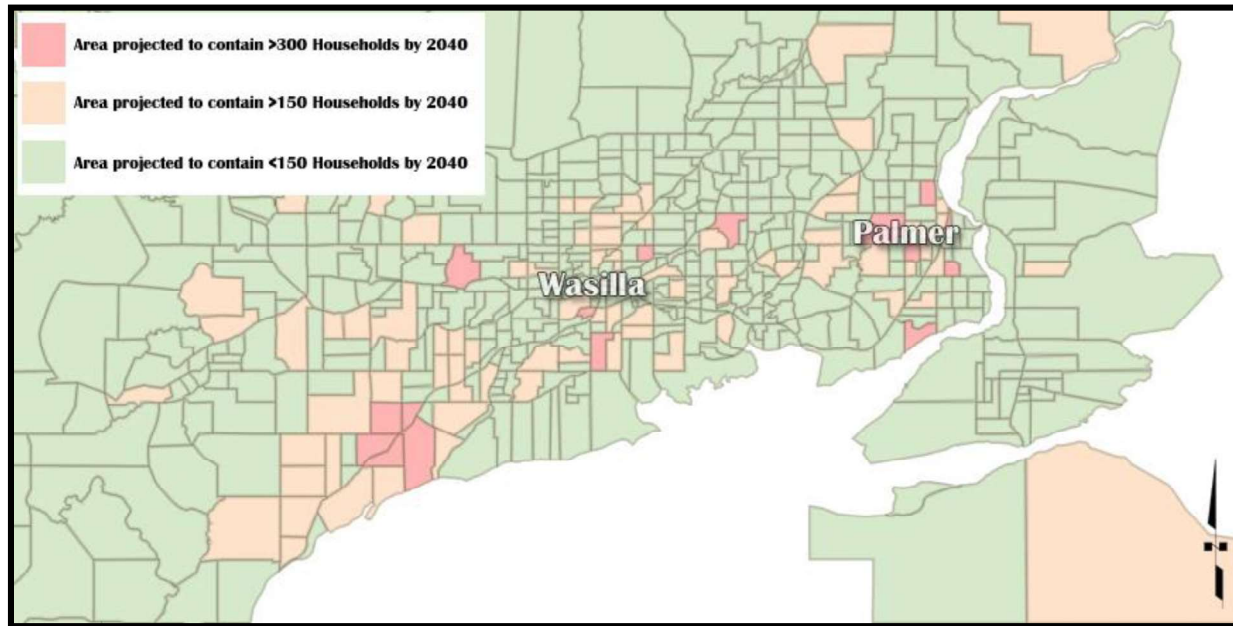 Area projected to contain >300 Households by 2040
Area projected to contain >150 Households by 2040
Area projected to contain <150 Households by 2040
Palmer
Wasilla